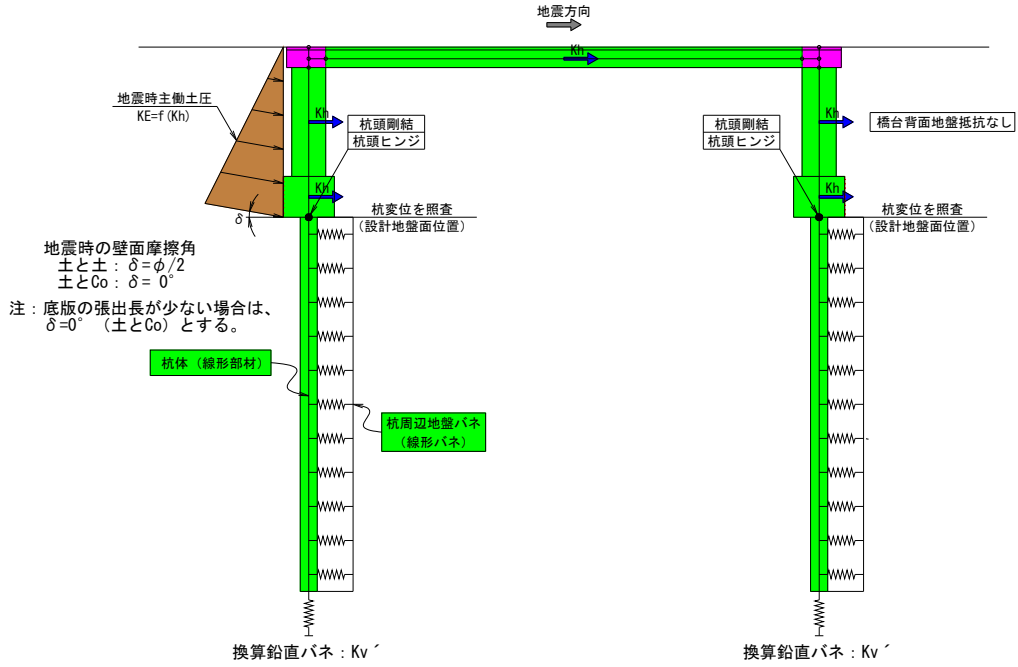 地震方向
Kh
地震時主働土圧
KE=f(Kh)
Kh
杭頭剛結
杭頭ヒンジ
杭頭剛結
杭頭ヒンジ
Kh
橋台背面地盤抵抗なし
Kh
Kh
δ
杭変位を照査
(設計地盤面位置)
杭変位を照査
(設計地盤面位置)
地震時の壁面摩擦角
土と土:δ=φ/2
土とCo:δ= 0°
注:底版の張出長が少ない場合は、
δ=0° (土とCo) とする。
杭体(線形部材)
杭周辺地盤バネ
(線形バネ)
換算鉛直バネ:Kv´
換算鉛直バネ:Kv´